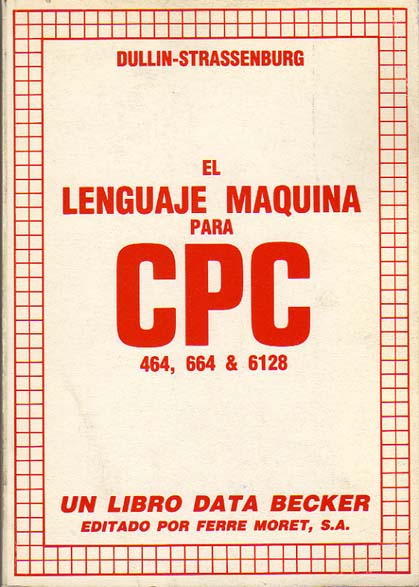 DULLIN-STRASSENBURG
EL
LENGUAJE MAQUINA
PARA
CPC
464, 664 & 6128
UN LIBRO DATA BECKER
EDITADO POR FERRE MORET, S.A.